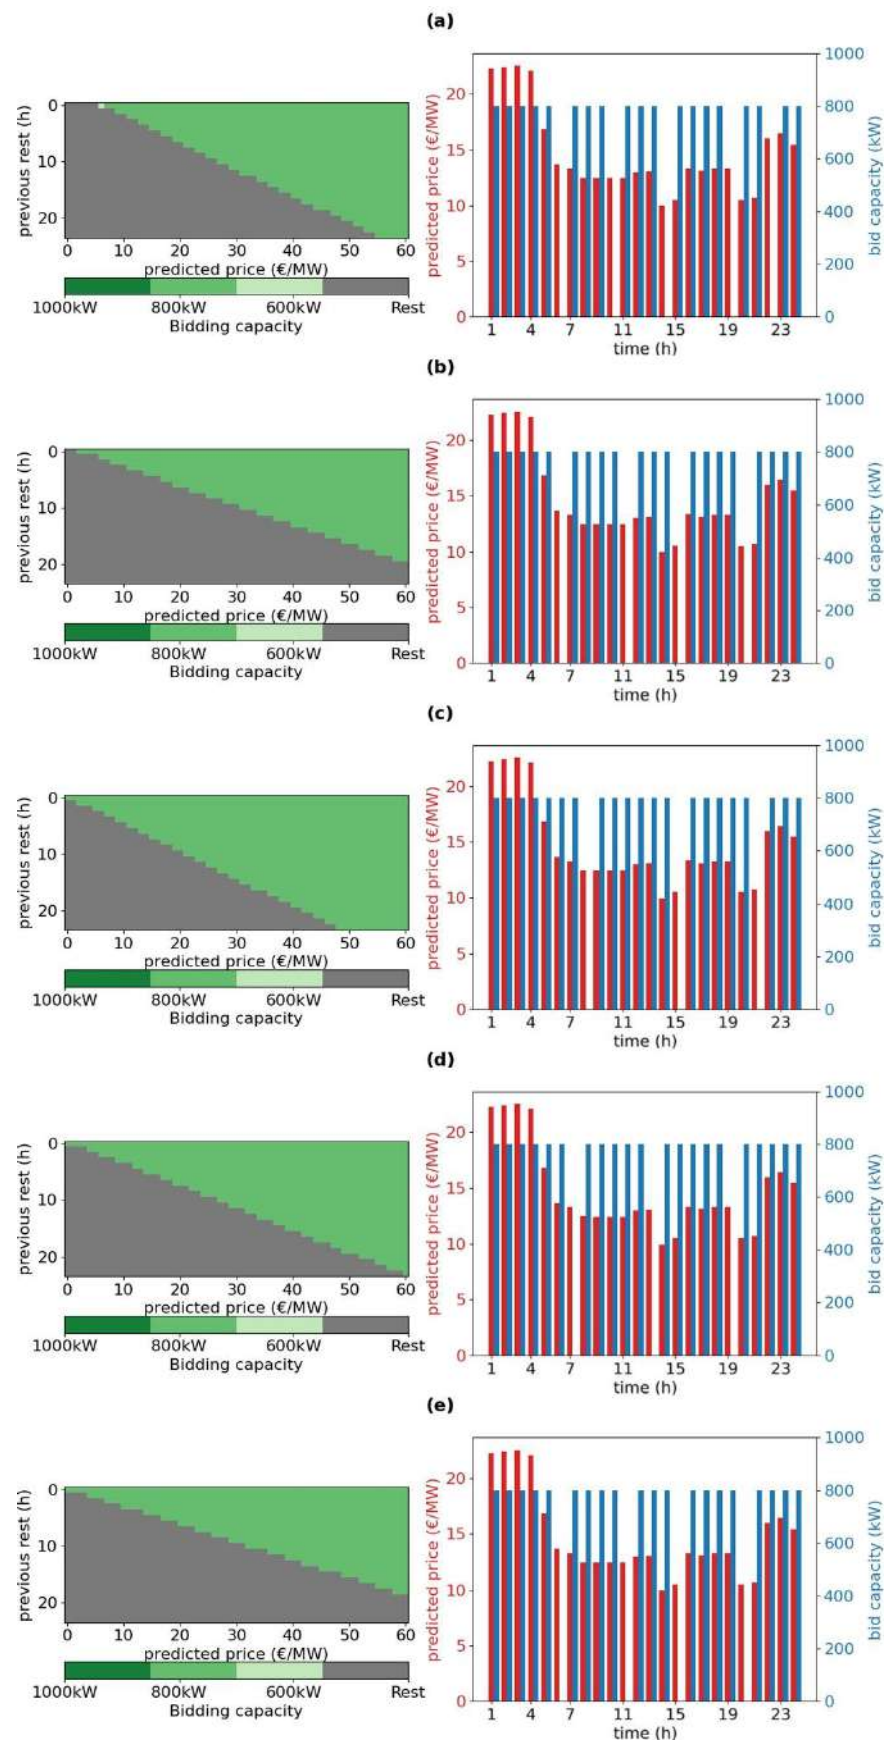 (a)
previous rest (h)
0
10
20
0 10 20 30 40 50 60
predicted price (€/MW)
1000kW 800kW 600kW Rest
Bidding capacity
predicted price (€/MW)
20
15
10
5
0
1 4 7 11 15 19 23
time (h)
1000
800
600
400
200
0
bid capacity (kW)
(b)
previous rest (h)
0
10
20
0 10 20 30 40 50 60
predicted price (€/MW)
1000kW 800kW 600kW Rest
Bidding capacity
predicted price (€/MW)
20
15
10
5
0
1 4 7 11 15 19 23
time (h)
1000
800
600
400
200
0
bid capacity (kW)
(c)
previous rest (h)
0
10
20
0 10 20 30 40 50 60
predicted price (€/MW)
1000kW 800kW 600kW Rest
Bidding capacity
predicted price (€/MW)
20
15
10
5
0
1 4 7 11 15 19 23
time (h)
1000
800
600
400
200
0
bid capacity (kW)
(d)
previous rest (h)
0
10
20
0 10 20 30 40 50 60
predicted price (€/MW)
1000kW 800kW 600kW Rest
Bidding capacity
predicted price (€/MW)
20
15
10
5
0
1 4 7 11 15 19 23
time (h)
1000
800
600
400
200
0
bid capacity (kW)
(e)
previous rest (h)
0
10
20
0 10 20 30 40 50 60
predicted price (€/MW)
1000kW 800kW 600kW Rest
Bidding capacity
predicted price (€/MW)
20
15
10
5
0
1 4 7 11 15 19 23
time (h)
1000
800
600
400
200
0
bid capacity (kW)